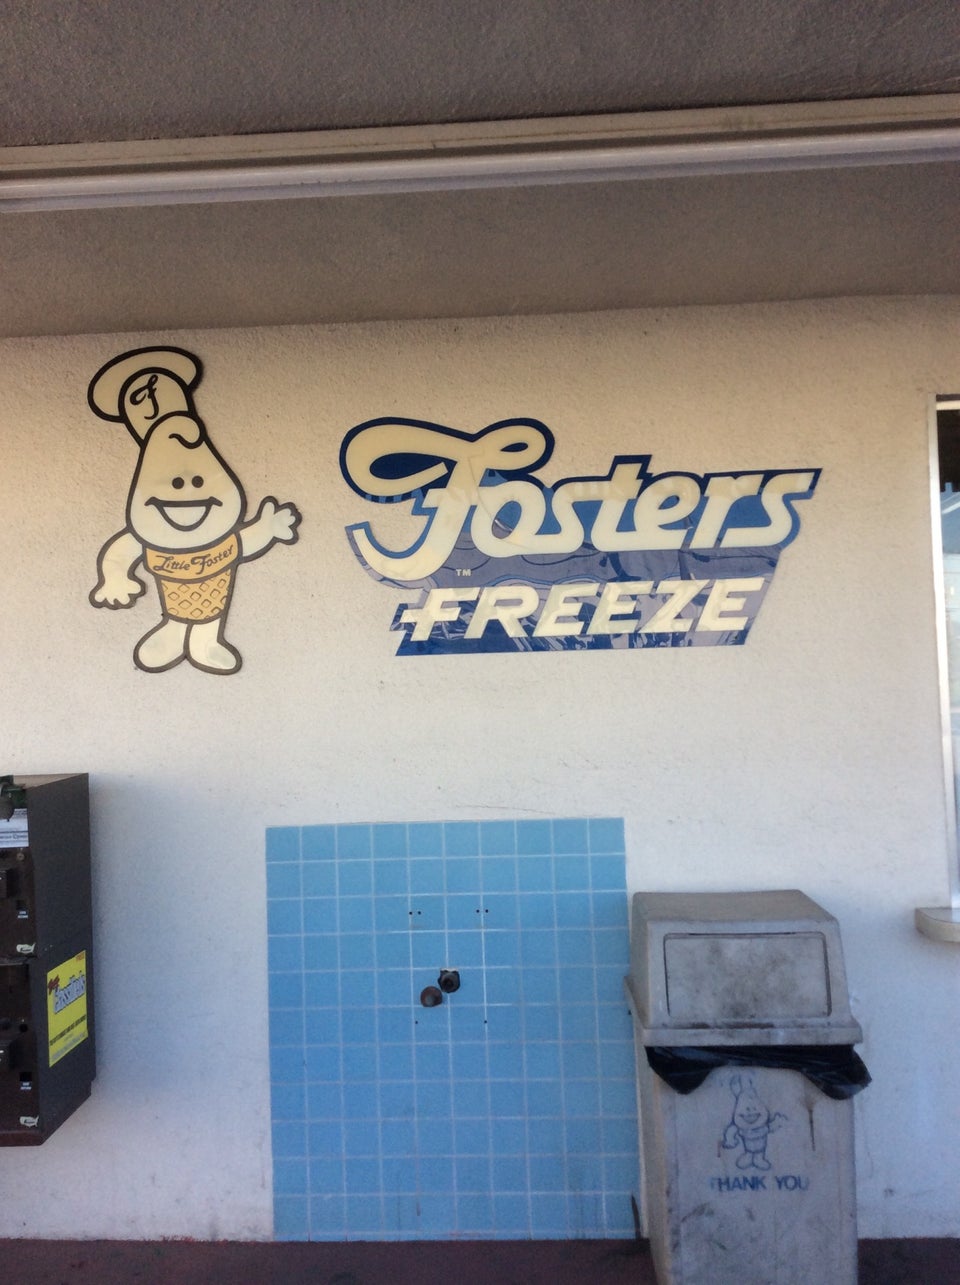 F
Little Foster
Fosters
TM
FREEZE
THANK YOU